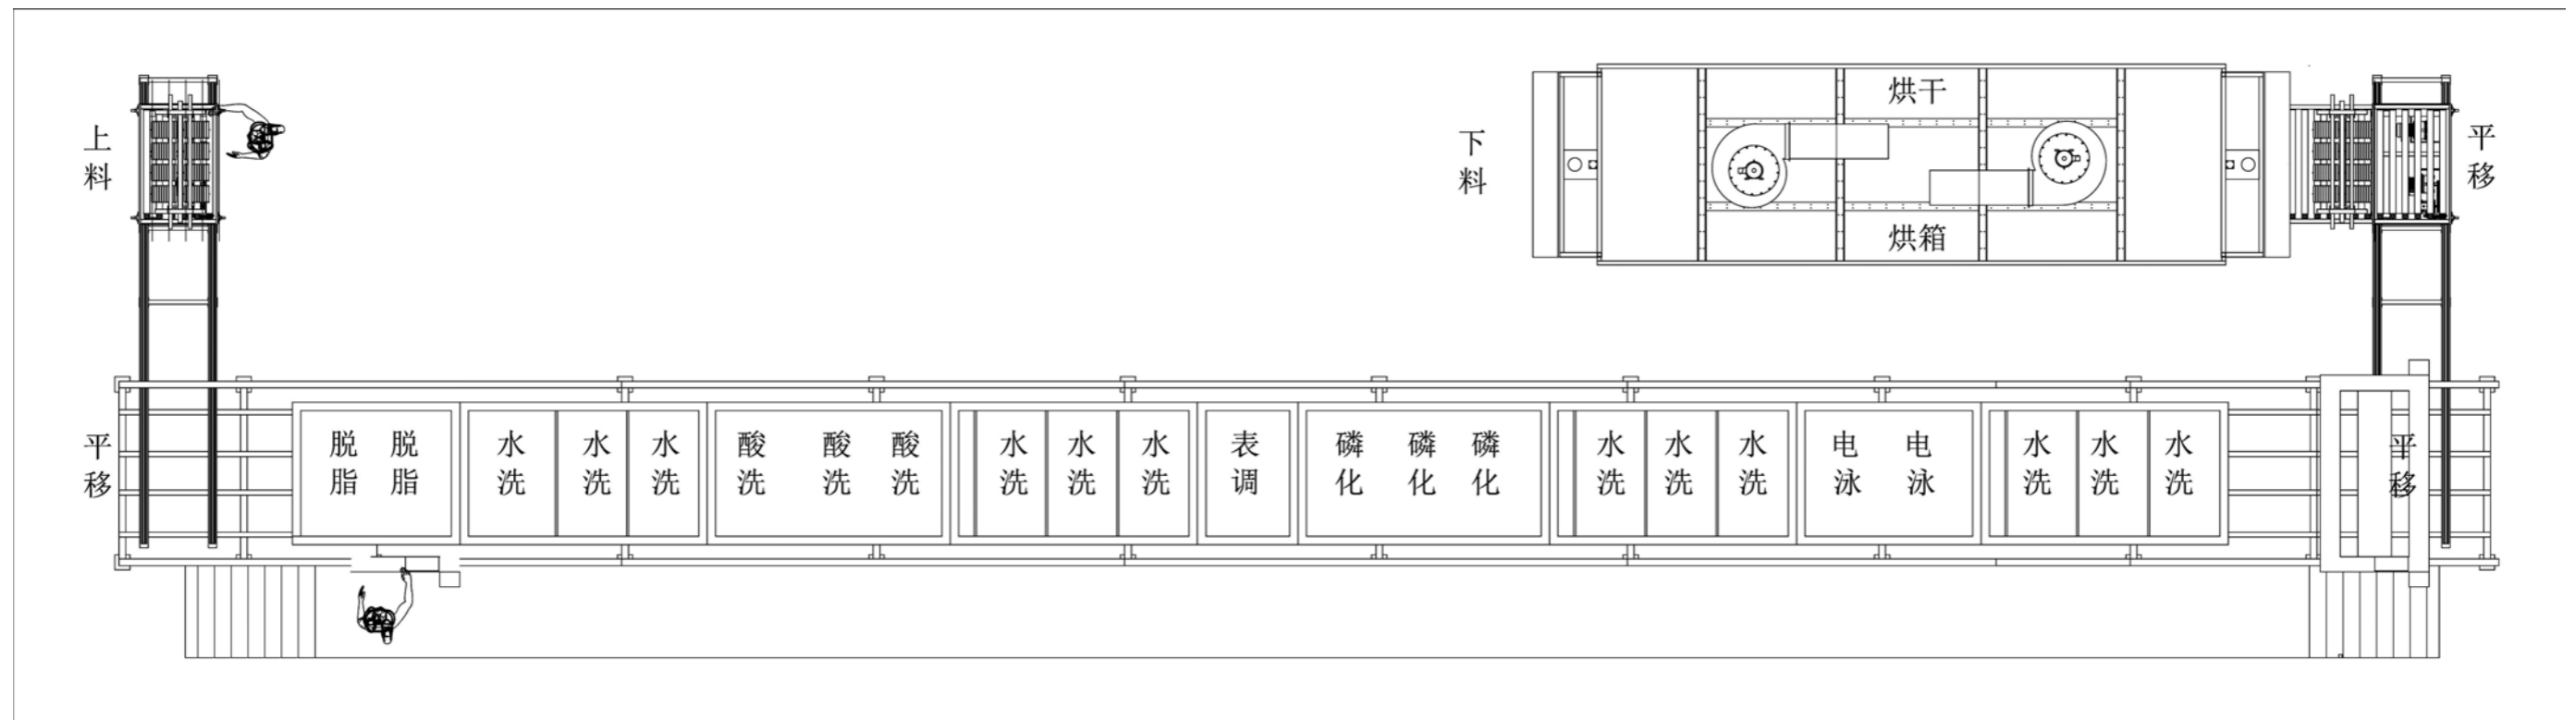 上料
烘干
烘箱
下料
平移
平移
脱脂
脱脂
水洗
水洗
水洗
酸洗
酸洗
酸洗
水洗
水洗
水洗
表调
磷化
磷化
磷化
水洗
水洗
水洗
电泳
电泳
水洗
水洗
水洗
平移